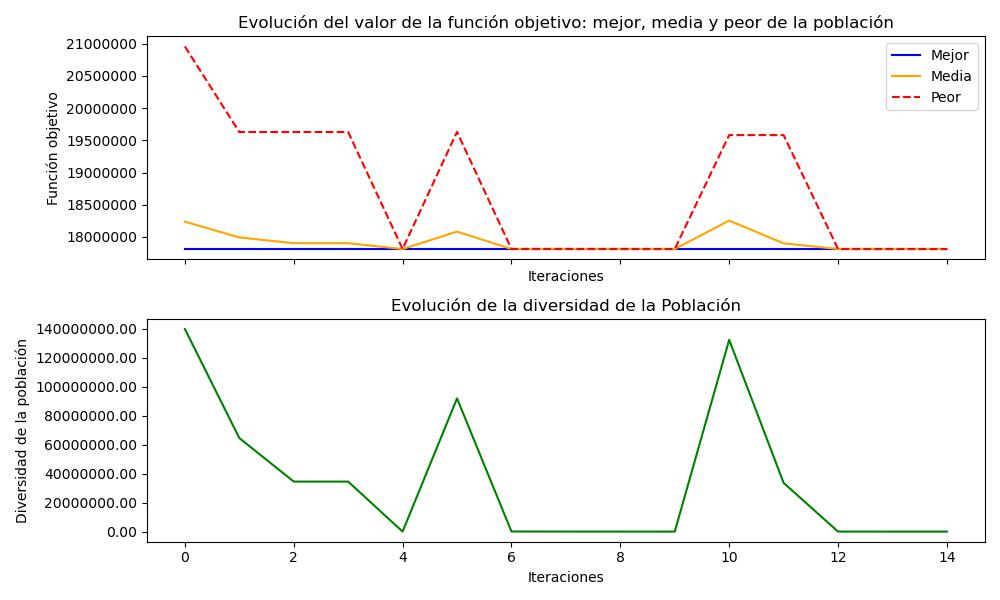 Evolución del valor de la función objetivo: mejor, media y peor de la población
21000000
20500000
20000000
19500000
19000000
18500000
18000000
Función objetivo
Mejor
Media
Peor
Iteraciones
Evolución de la diversidad de la Población
140000000.00
120000000.00
100000000.00
80000000.00
60000000.00
40000000.00
20000000.00
0.00
Diversidad de la población
0 2 4 6 8 10 12 14
Iteraciones